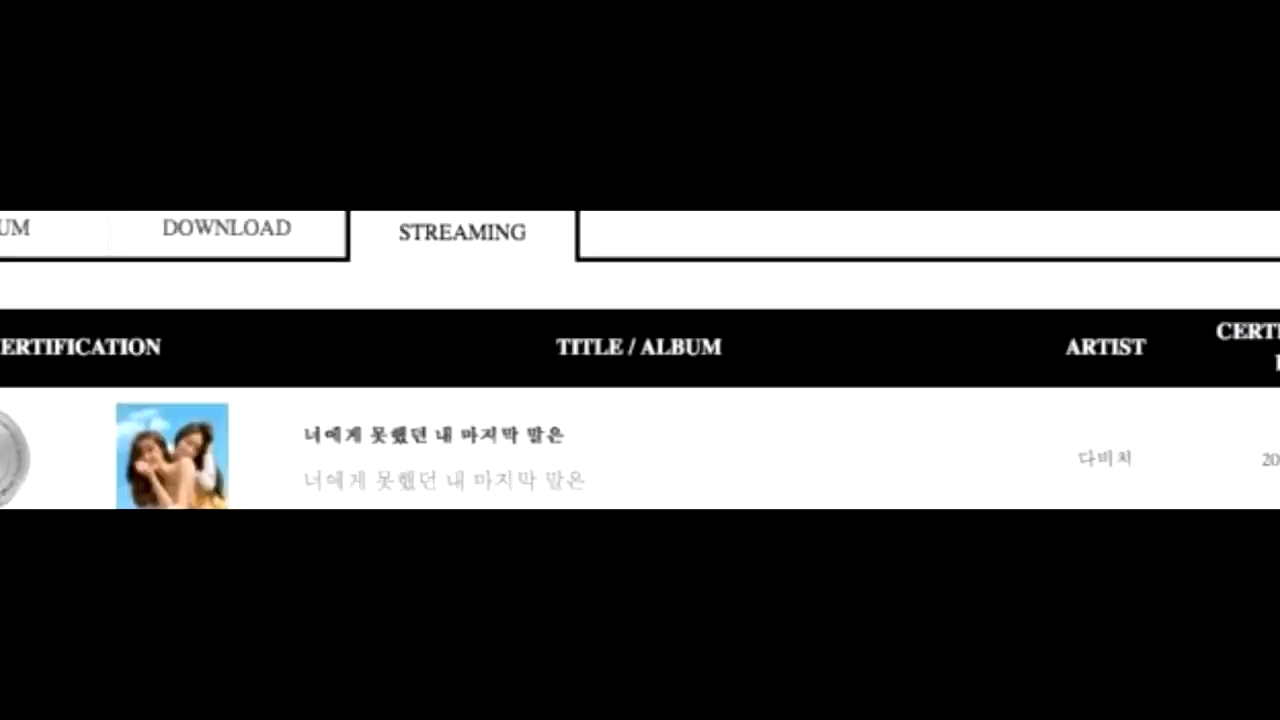 UM DOWNLOAD STREAMING
ERTIFICATION TITLE / ALBUM ARTIST CERTI
너에게 못했던 내 마지막 말은
너에게 못했던 내 마지막 말은
다비치
20